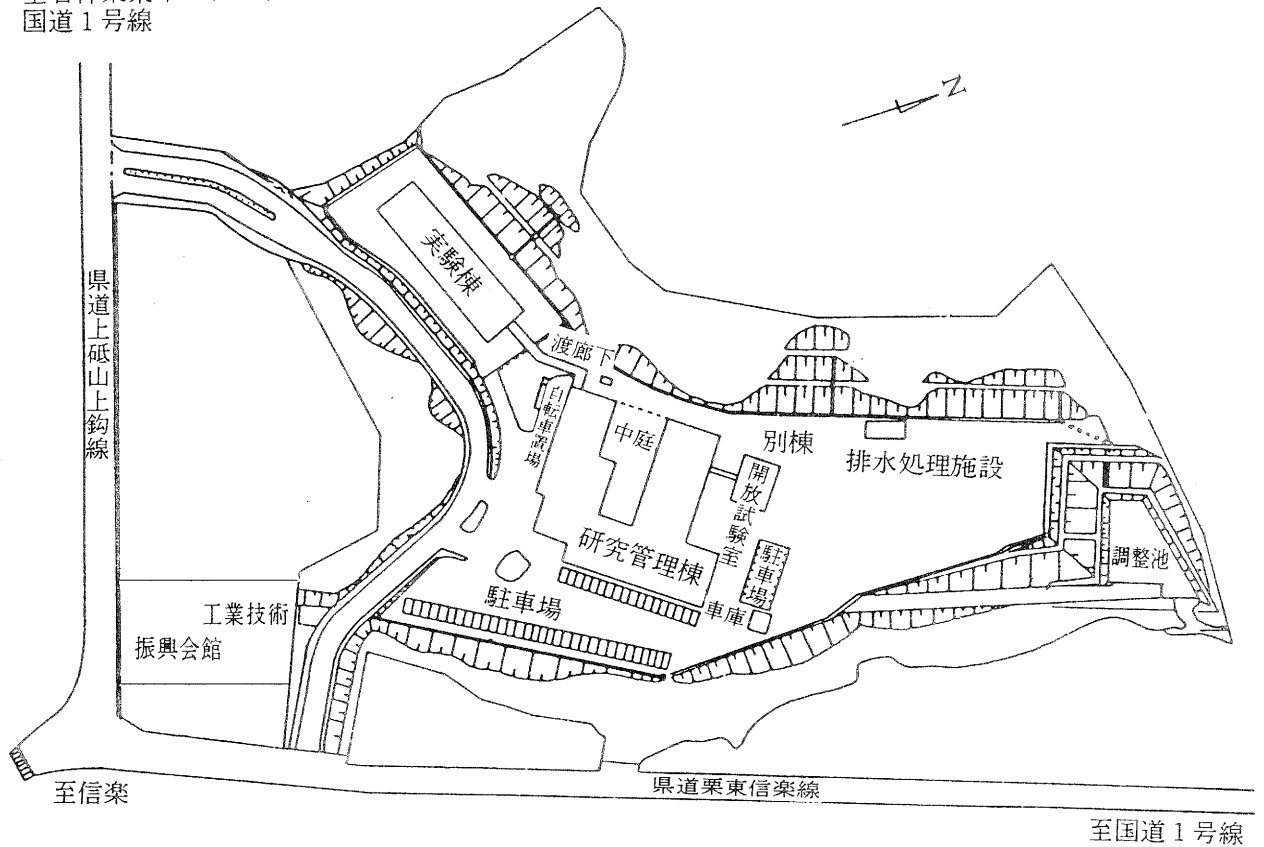 国道1号線
N
県道上砥山上鈎線
実験棟
渡廊下
自転車置場
中庭
別棟
排水処理施設
開放試験室
研究管理棟
駐車場
調整池
駐車場
車庫
工業技術
振興会館
至信楽
県道栗東信楽線
至国道1号線